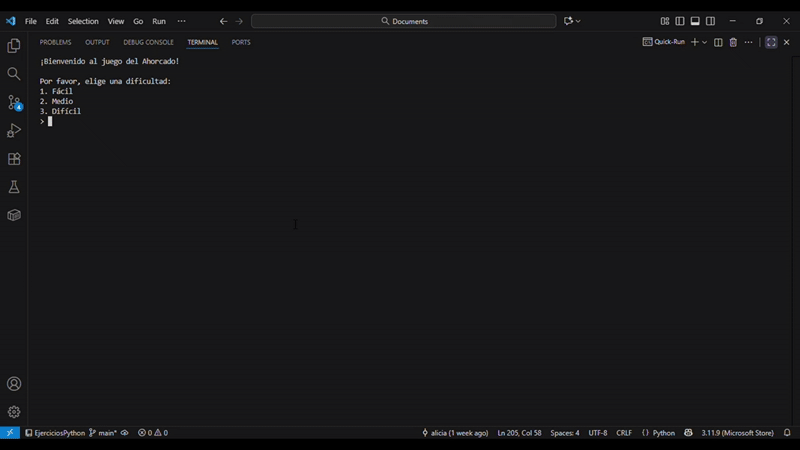 File Edit Selection View Go Run ···
Documents
PROBLEMS OUTPUT DEBUG CONSOLE TERMINAL PORTS
Quick-Run
¡Bienvenido al juego del Ahorcado!
Por favor, elige una dificultad:
1. Fácil
2. Medio
3. Difícil
>
4
EjerciciosPython main* 0 0 alicia (1 week ago) Ln 205, Col 58 Spaces: 4 UTF-8 CRLF {} Python 3.11.9 (Microsoft Store)